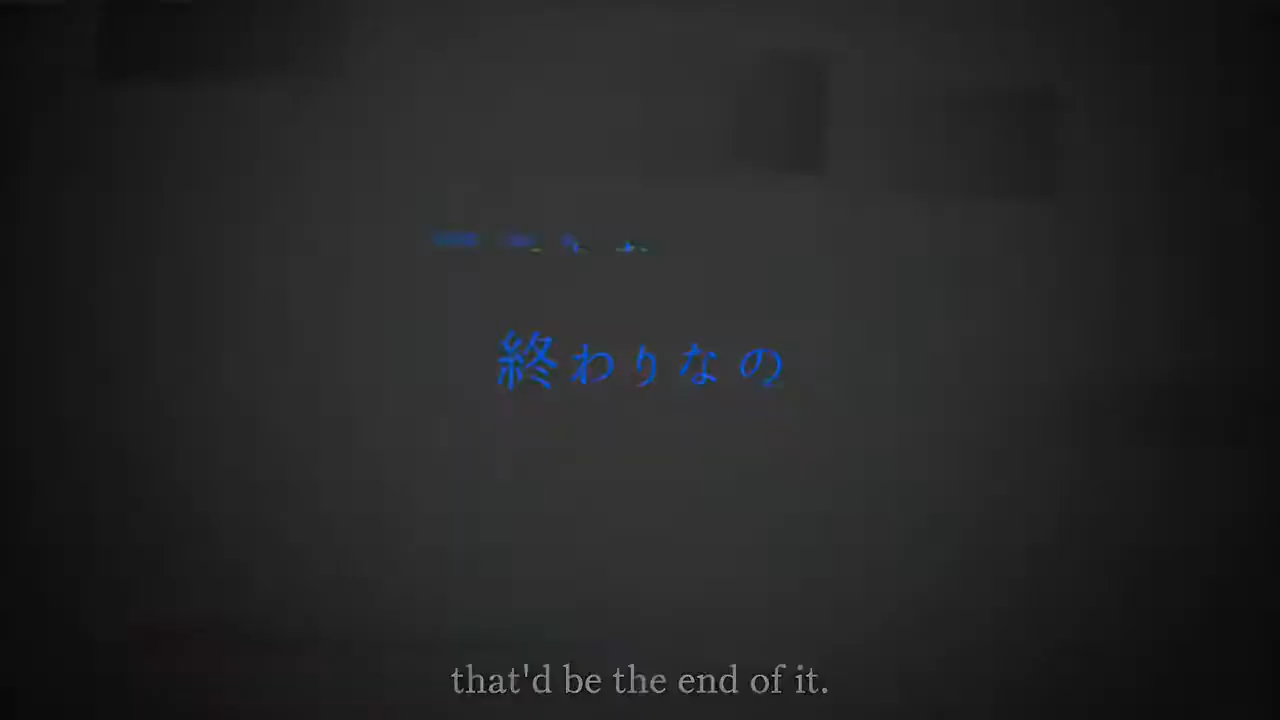 終わりなの
that'd be the end of it.